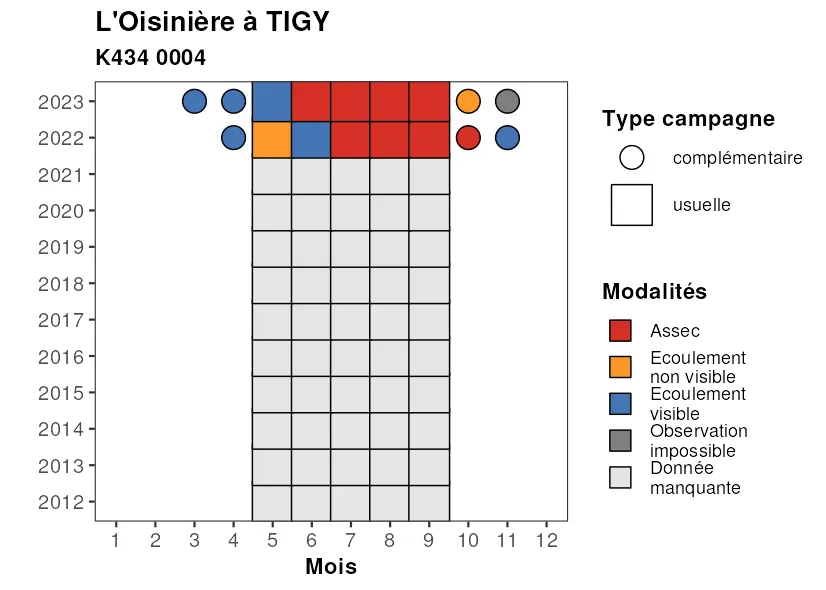 L'Oisinière à TIGY
K434 0004
2023
2022
2021
2020
2019
2018
2017
2016
2015
2014
2013
2012
1 2 3 4 5 6 7 8 9 10 11 12
Mois
Type campagne
complémentaire
usuelle
Modalités
Assec
Ecoulement
non visible
Ecoulement
visible
Observation
impossible
Donnée
manquante